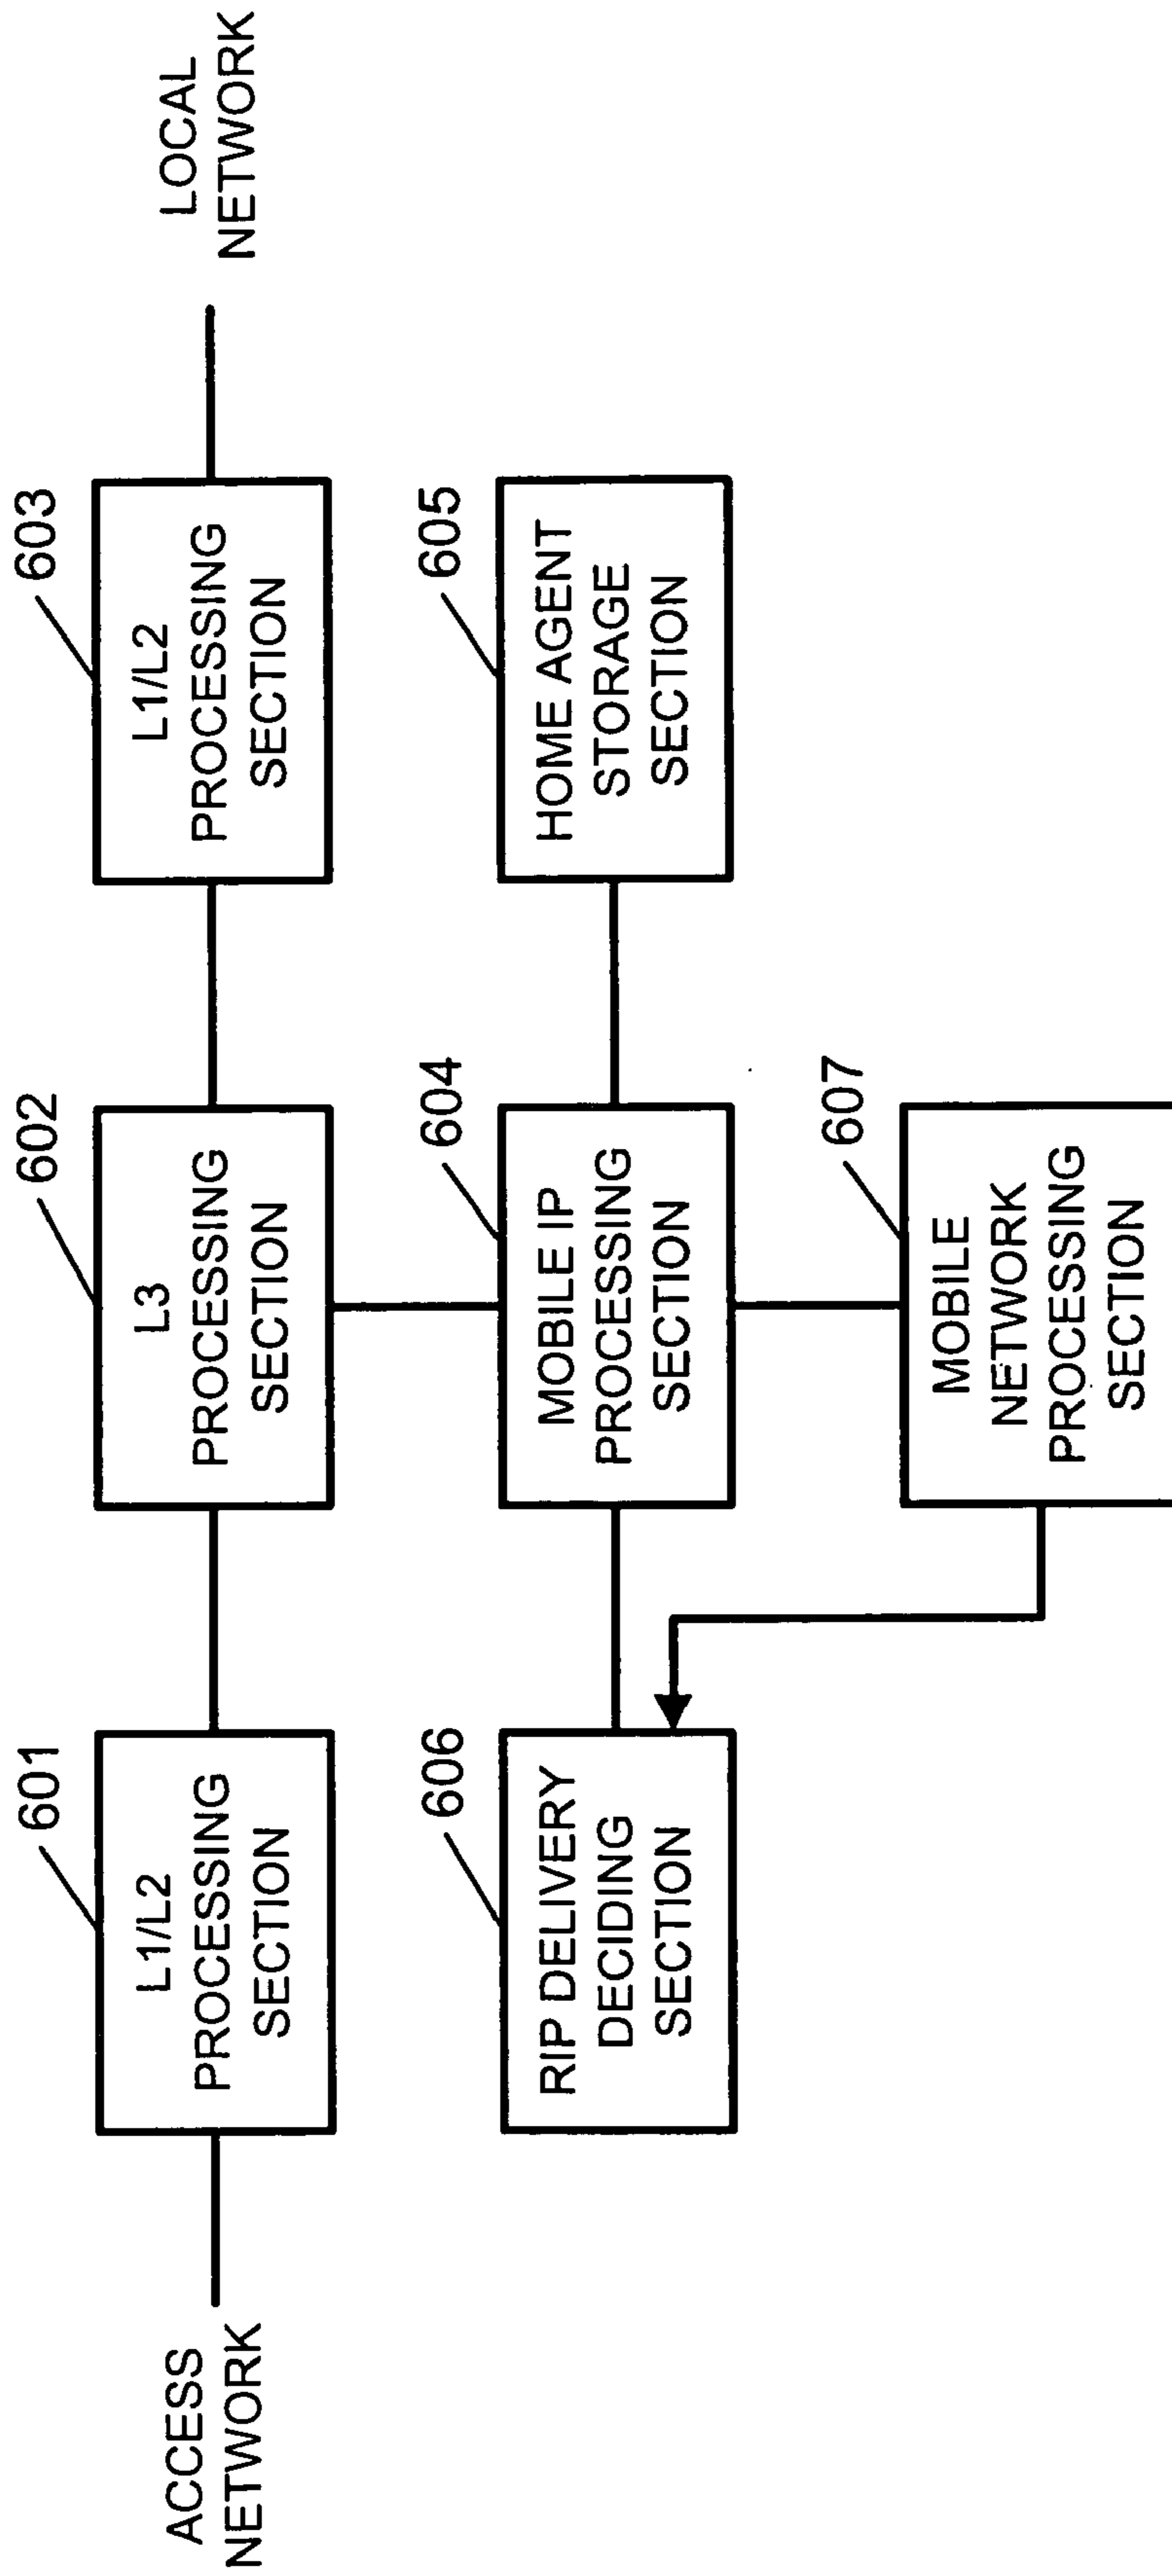 ACCESS
NETWORK
601
L1/L2
PROCESSING
SECTION
602
L3
PROCESSING
SECTION
603
L1/L2
PROCESSING
SECTION
LOCAL
NETWORK
606
RIP DELIVERY
DECIDING
SECTION
604
MOBILE IP
PROCESSING
SECTION
605
HOME AGENT
STORAGE
SECTION
607
MOBILE
NETWORK
PROCESSING
SECTION